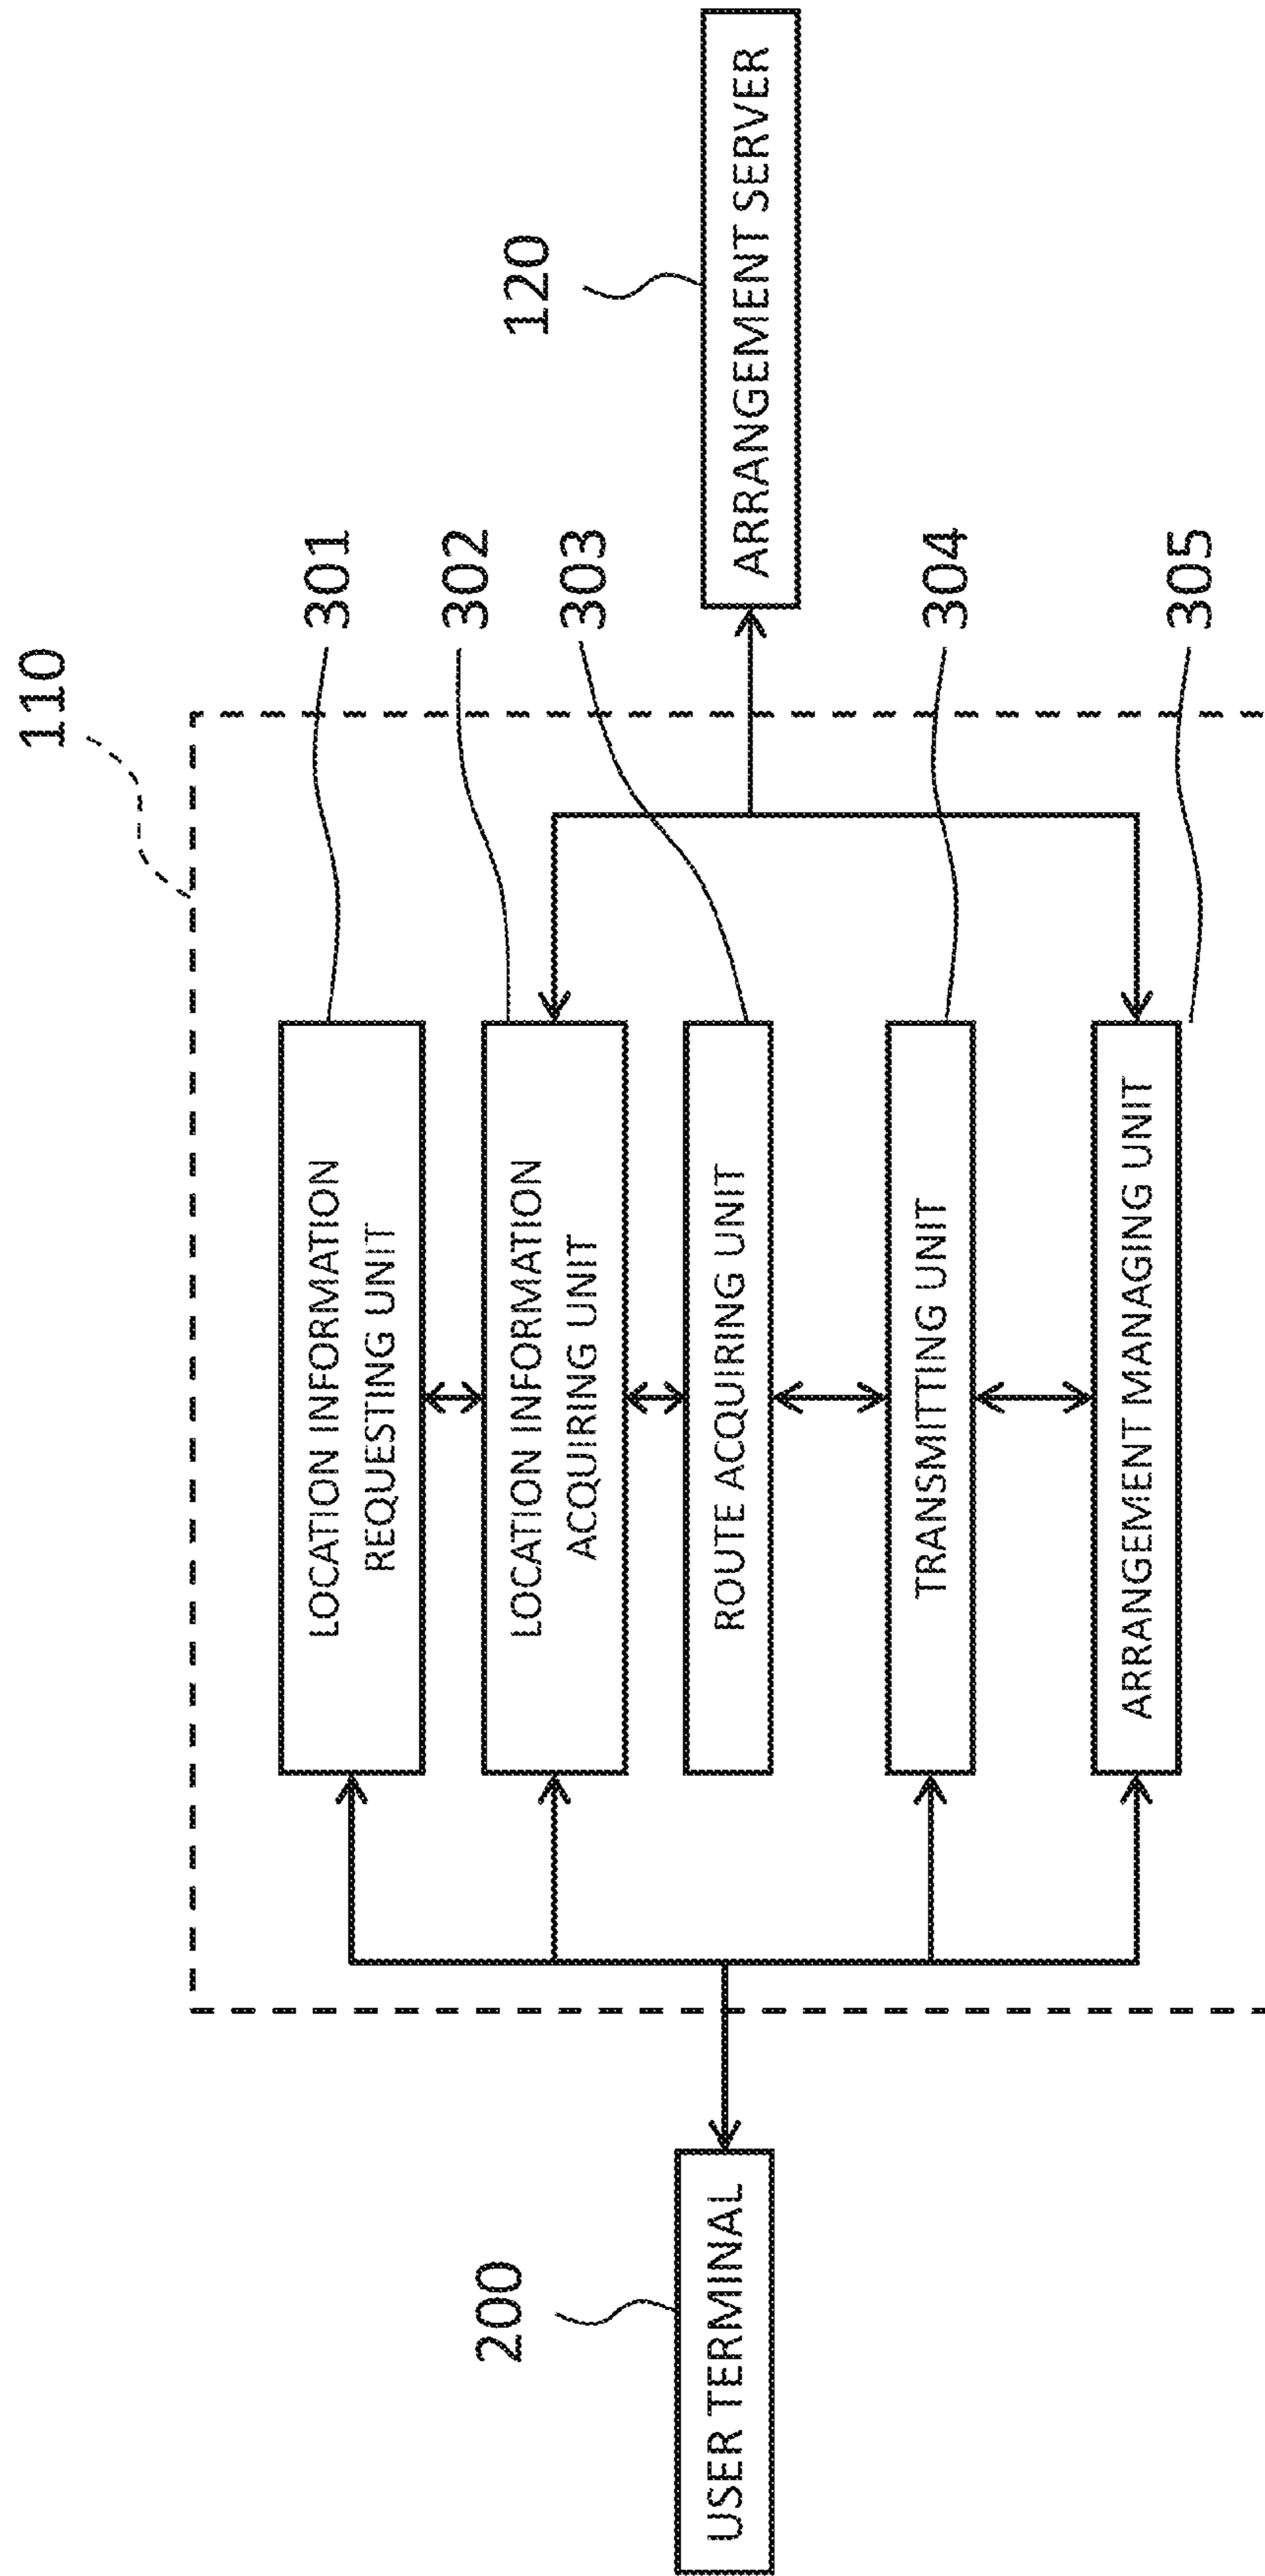 110
301
LOCATION INFORMATION
REQUESTING UNIT
302
LOCATION INFORMATION
ACQUIRING UNIT
303
ROUTE ACQUIRING UNIT
304
TRANSMITTING UNIT
305
ARRANGEMENT MANAGING UNIT
200
USER TERMINAL
120
ARRANGEMENT SERVER